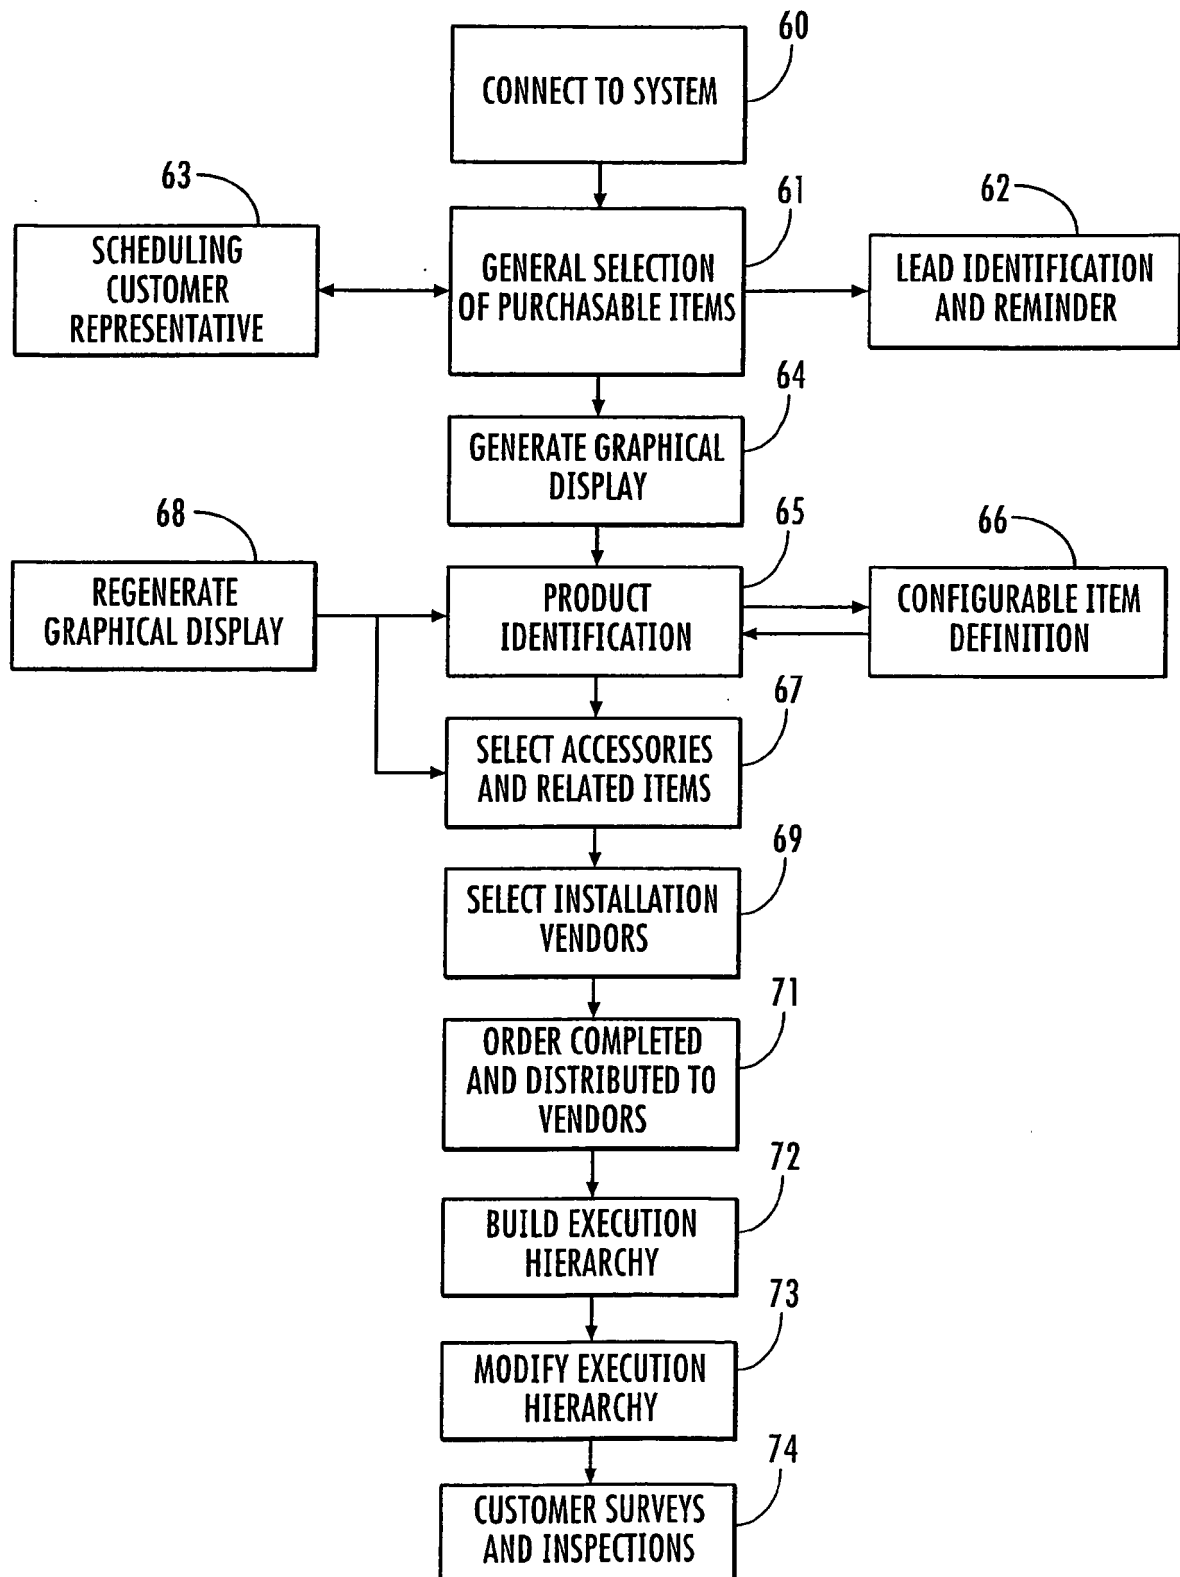 60
CONNECT TO SYSTEM
63
61
62
SCHEDULING
CUSTOMER
REPRESENTATIVE
GENERAL SELECTION
OF PURCHASABLE ITEMS
LEAD IDENTIFICATION
AND REMINDER
64
GENERATE GRAPHICAL
DISPLAY
68
65
66
REGENERATE
GRAPHICAL DISPLAY
PRODUCT
IDENTIFICATION
CONFIGURABLE ITEM
DEFINITION
67
SELECT ACCESSORIES
AND RELATED ITEMS
69
SELECT INSTALLATION
VENDORS
71
ORDER COMPLETED
AND DISTRIBUTED TO
VENDORS
72
BUILD EXECUTION
HIERARCHY
73
MODIFY EXECUTION
HIERARCHY
74
CUSTOMER SURVEYS
AND INSPECTIONS